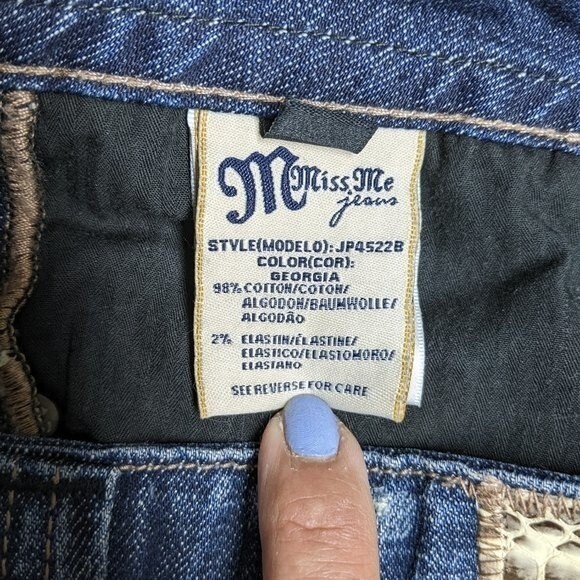 M Miss Me
jeans
STYLE(MODELO): JP4522B
COLOR(COR):
GEORGIA
98% COTTON/COTON/
ALGODON/BAUMWOLLE/
ALGODÃO
2% ELASTIN/ÉLASTINE/
ELASTICO/ELASTOMORO/
ELASTANO
SEE REVERSE FOR CARE